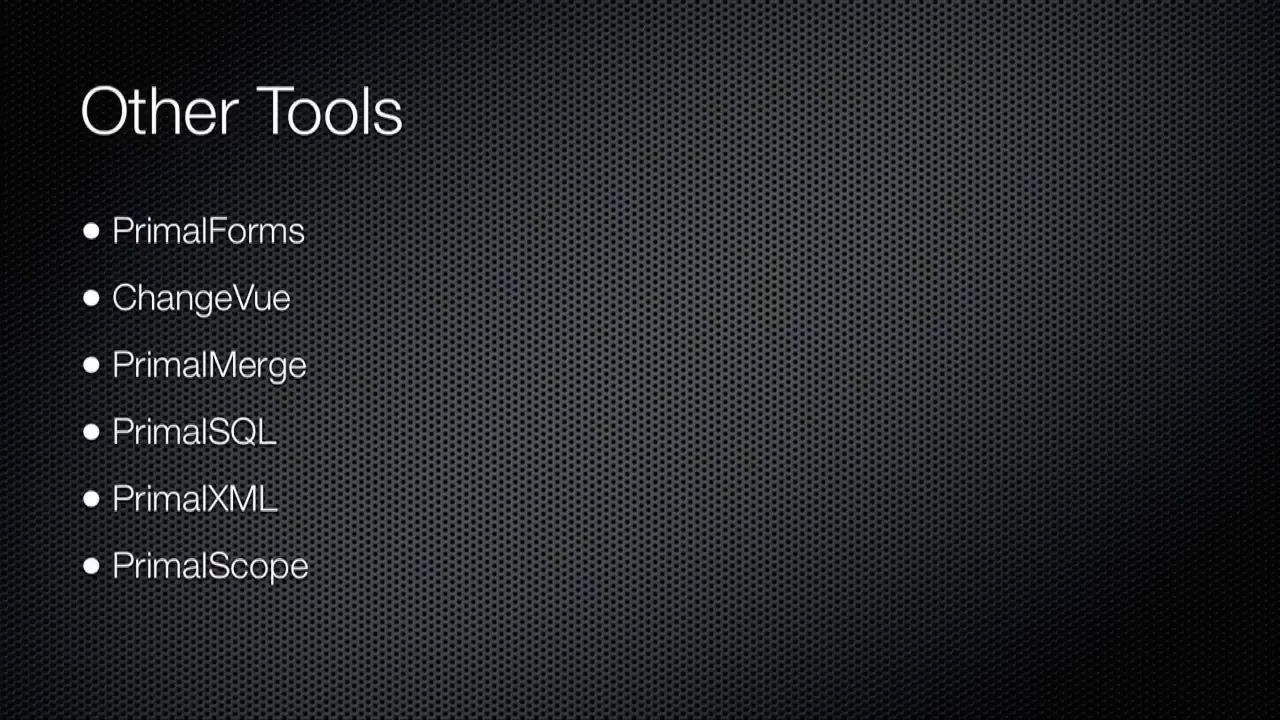 Other Tools
● PrimalForms
● ChangeVue
● PrimalMerge
● PrimalSQL
● PrimalXML
● PrimalScope